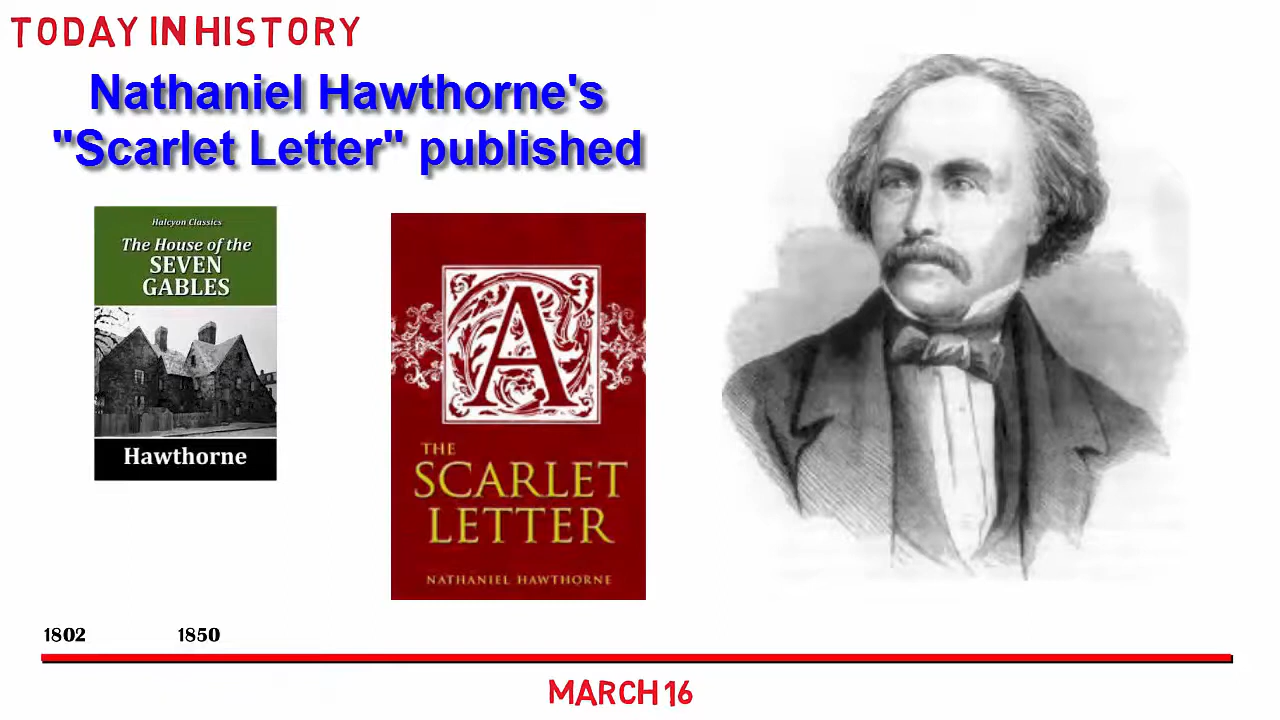 TODAY IN HISTORY
Nathaniel Hawthorne's
"Scarlet Letter" published
Halcyon Classics
The House of the
SEVEN
GABLES
Hawthorne
A
THE
SCARLET
LETTER
NATHANIEL HAWTHORNE
1802
1850
MARCH 16